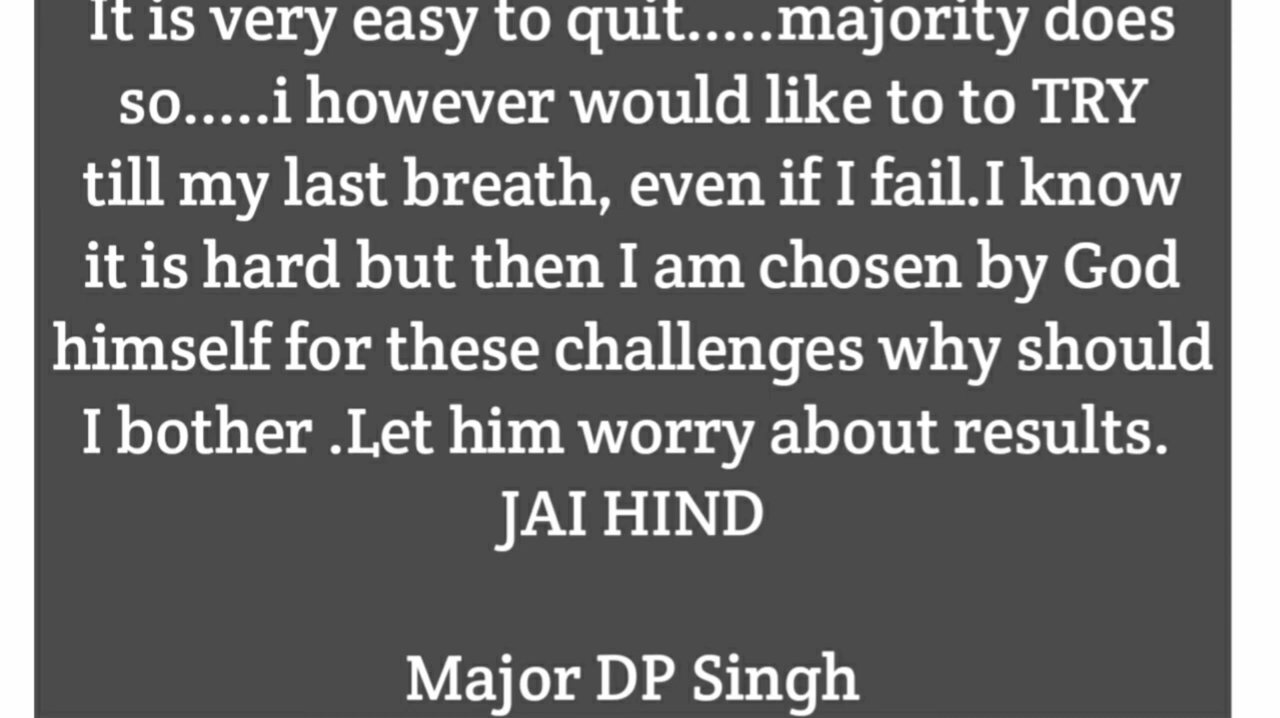 It is very easy to quit.....majority does
so.....i however would like to to TRY
till my last breath, even if I fail.I know
it is hard but then I am chosen by God
himself for these challenges why should
I bother .Let him worry about results.
JAI HIND
Major DP Singh